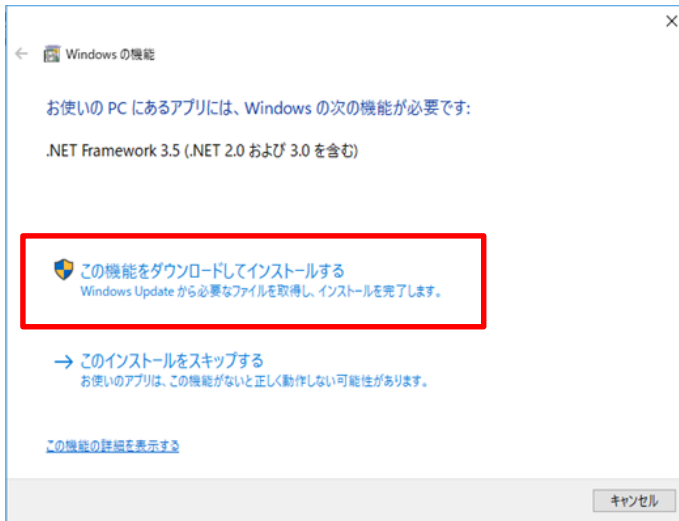 Windows の機能
お使いの PC にあるアプリには、Windows の次の機能が必要です:
.NET Framework 3.5 (.NET 2.0 および 3.0 を含む)
この機能をダウンロードしてインストールする
Windows Update から必要なファイルを取得し、インストールを完了します。
このインストールをスキップする
お使いのアプリは、この機能がないと正しく動作しない可能性があります。
この機能の詳細を表示する
キャンセル